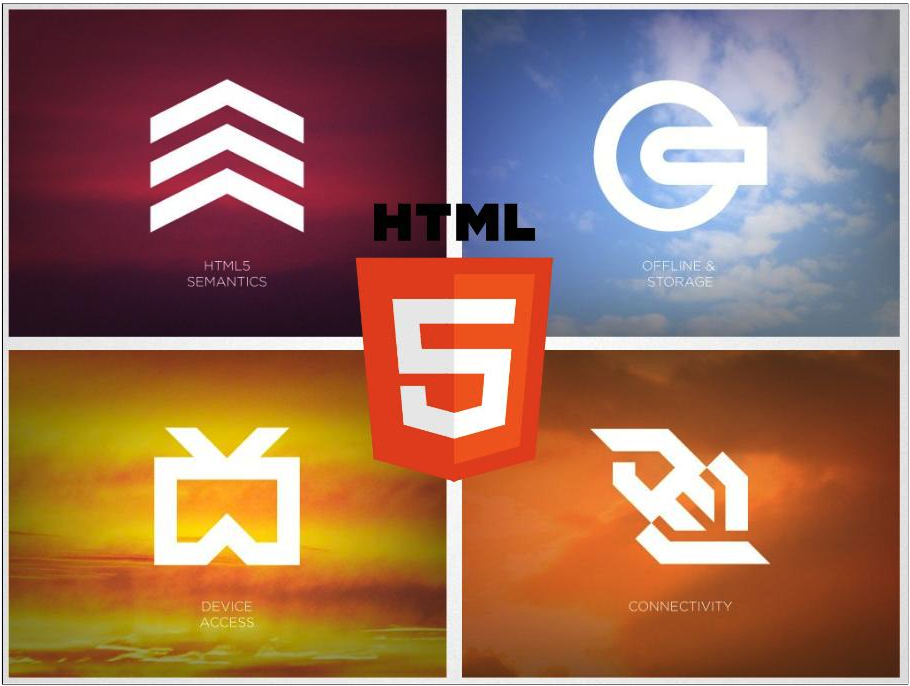 HTML5
SEMANTICS
OFFLINE &
STORAGE
HTML
5
DEVICE
ACCESS
CONNECTIVITY